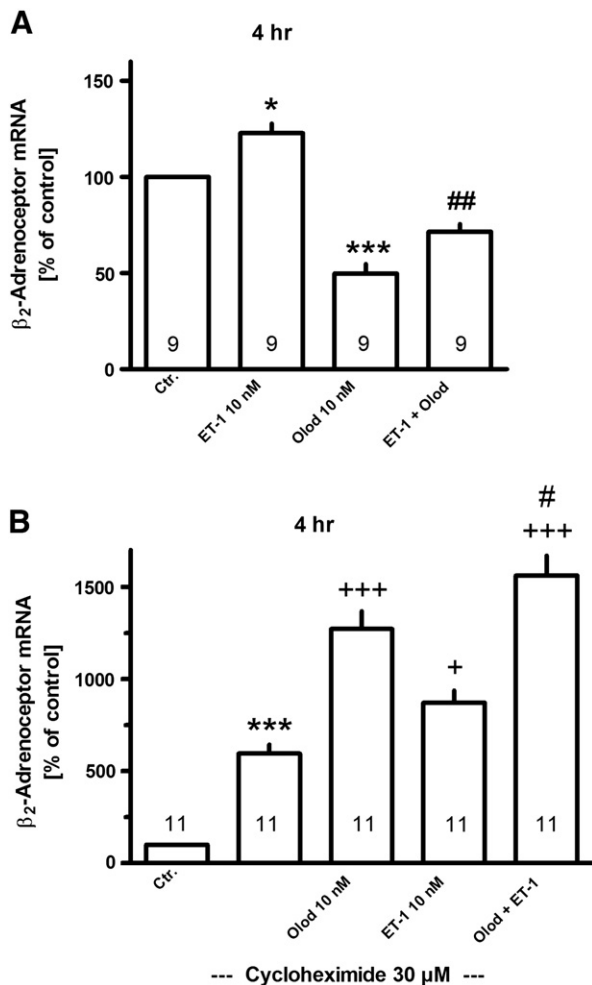 A
4 hr
β₂-Adrenoceptor mRNA
[% of control]
150
100
50
0
*
***
##
9
9
9
9
Ctr.
ET-1 10 nM
Olod 10 nM
ET-1 + Olod
B
4 hr
β₂-Adrenoceptor mRNA
[% of control]
1500
1000
500
0
***
+++
+
#
+++
11
11
11
11
11
Ctr.
Olod 10 nM
ET-1 10 nM
Olod + ET-1
--- Cycloheximide 30 μM ---